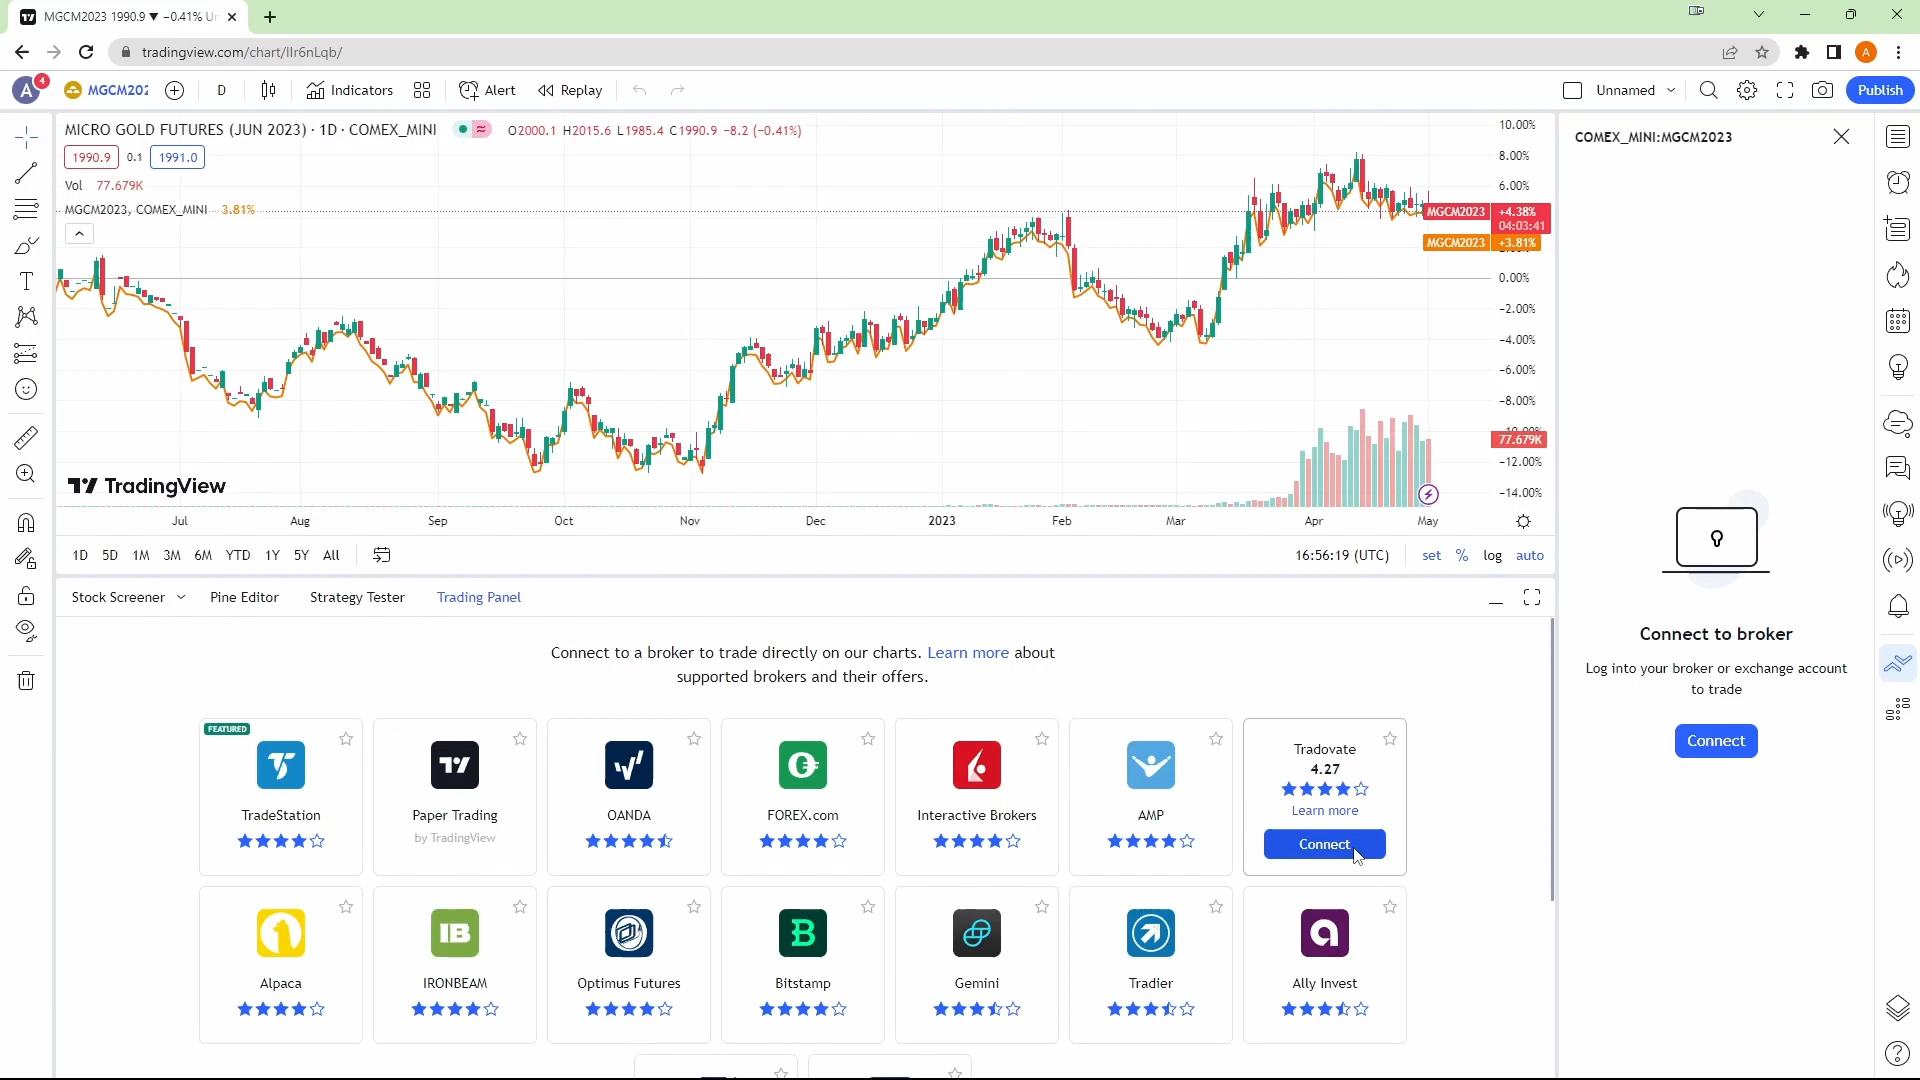 MGCM2023 1990.9 ▼ −0.41% Un
tradingview.com/chart/IIr6nLqb/
A
A
4
MGCM202
D
Indicators
Alert
Replay
Unnamed
Publish
MICRO GOLD FUTURES (JUN 2023) · 1D · COMEX_MINI
O2000.1 H2015.6 L1985.4 C1990.9 −8.2 (−0.41%)
1990.9 0.1 1991.0
Vol 77.679K
MGCM2023, COMEX_MINI 3.81%
10.00%
8.00%
6.00%
MGCM2023 +4.38%
04:03:41
MGCM2023 +3.81%
0.00%
−2.00%
−4.00%
−6.00%
−8.00%
−10.00%
77.679K
−12.00%
−14.00%
TradingView
Jul Aug Sep Oct Nov Dec 2023 Feb Mar Apr May
1D 5D 1M 3M 6M YTD 1Y 5Y All
16:56:19 (UTC) set % log auto
COMEX_MINI:MGCM2023
Connect to broker
Log into your broker or exchange account
to trade
Connect
Stock Screener Pine Editor Strategy Tester Trading Panel
Connect to a broker to trade directly on our charts. Learn more about
supported brokers and their offers.
FEATURED
TradeStation
Paper Trading
by TradingView
OANDA
FOREX.com
Interactive Brokers
AMP
Tradovate
4.27
Learn more
Connect
Alpaca
IB
IRONBEAM
Optimus Futures
Bitstamp
Gemini
Tradier
Ally Invest